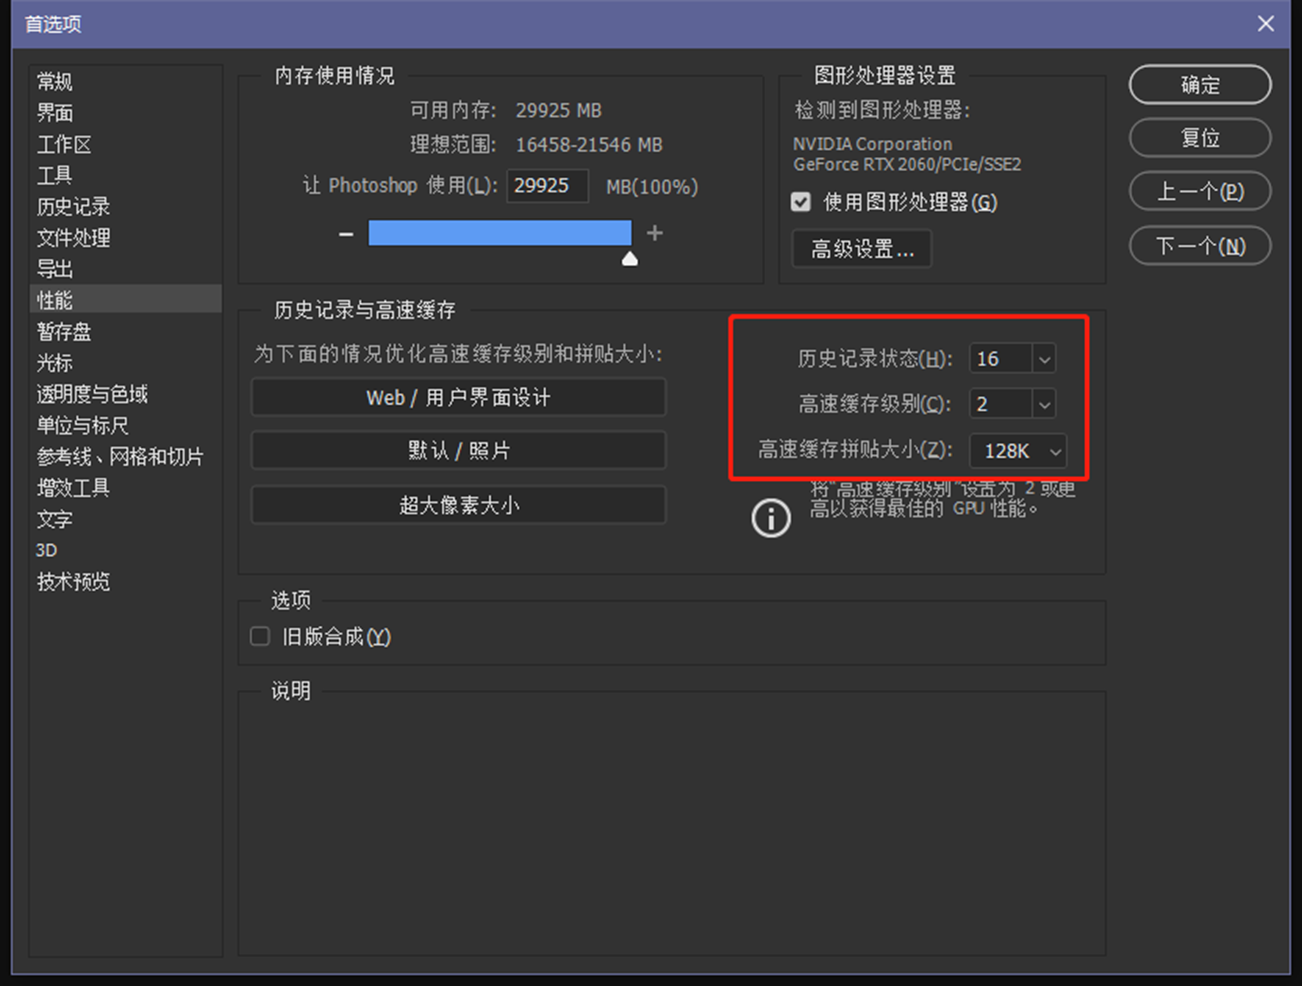 首选项
常规
界面
工作区
工具
历史记录
文件处理
导出
性能
暂存盘
光标
透明度与色域
单位与标尺
参考线、网格和切片
增效工具
文字
3D
技术预览
内存使用情况
可用内存: 29925 MB
理想范围: 16458-21546 MB
让 Photoshop 使用(L): 29925 MB(100%)
图形处理器设置
检测到图形处理器:
NVIDIA Corporation
GeForce RTX 2060/PCIe/SSE2
使用图形处理器(G)
高级设置...
确定
复位
上一个(P)
下一个(N)
历史记录与高速缓存
为下面的情况优化高速缓存级别和拼贴大小:
Web / 用户界面设计
默认 / 照片
超大像素大小
历史记录状态(H): 16
高速缓存级别(C): 2
高速缓存拼贴大小(Z): 128K
将“高速缓存级别”设置为 2 或更
高以获得最佳的 GPU 性能。
选项
旧版合成(Y)
说明